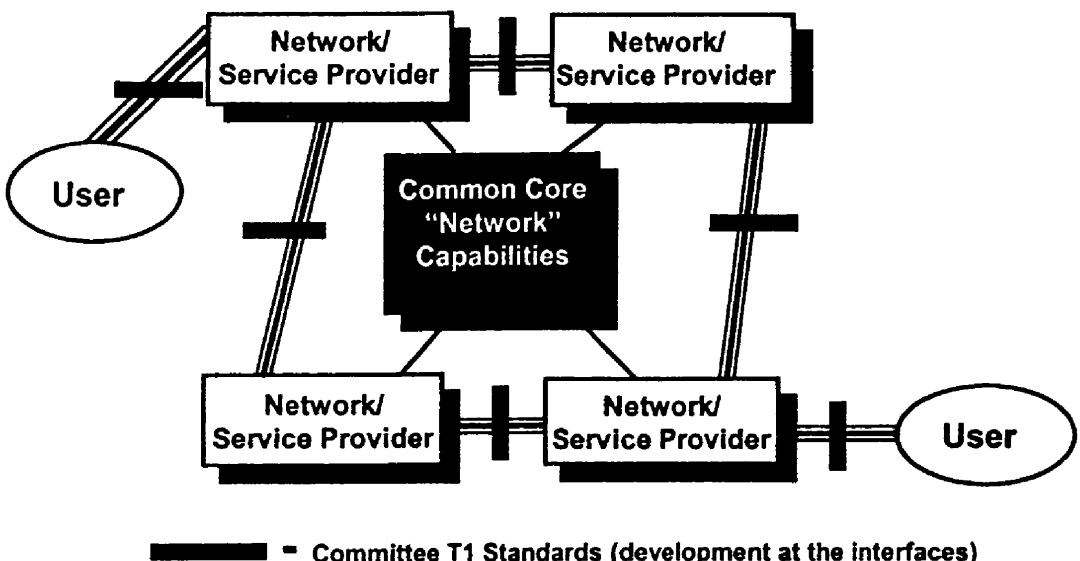 Network/
Service Provider
Network/
Service Provider
User
Common Core
“Network”
Capabilities
Network/
Service Provider
Network/
Service Provider
User
= Committee T1 Standards (development at the interfaces)